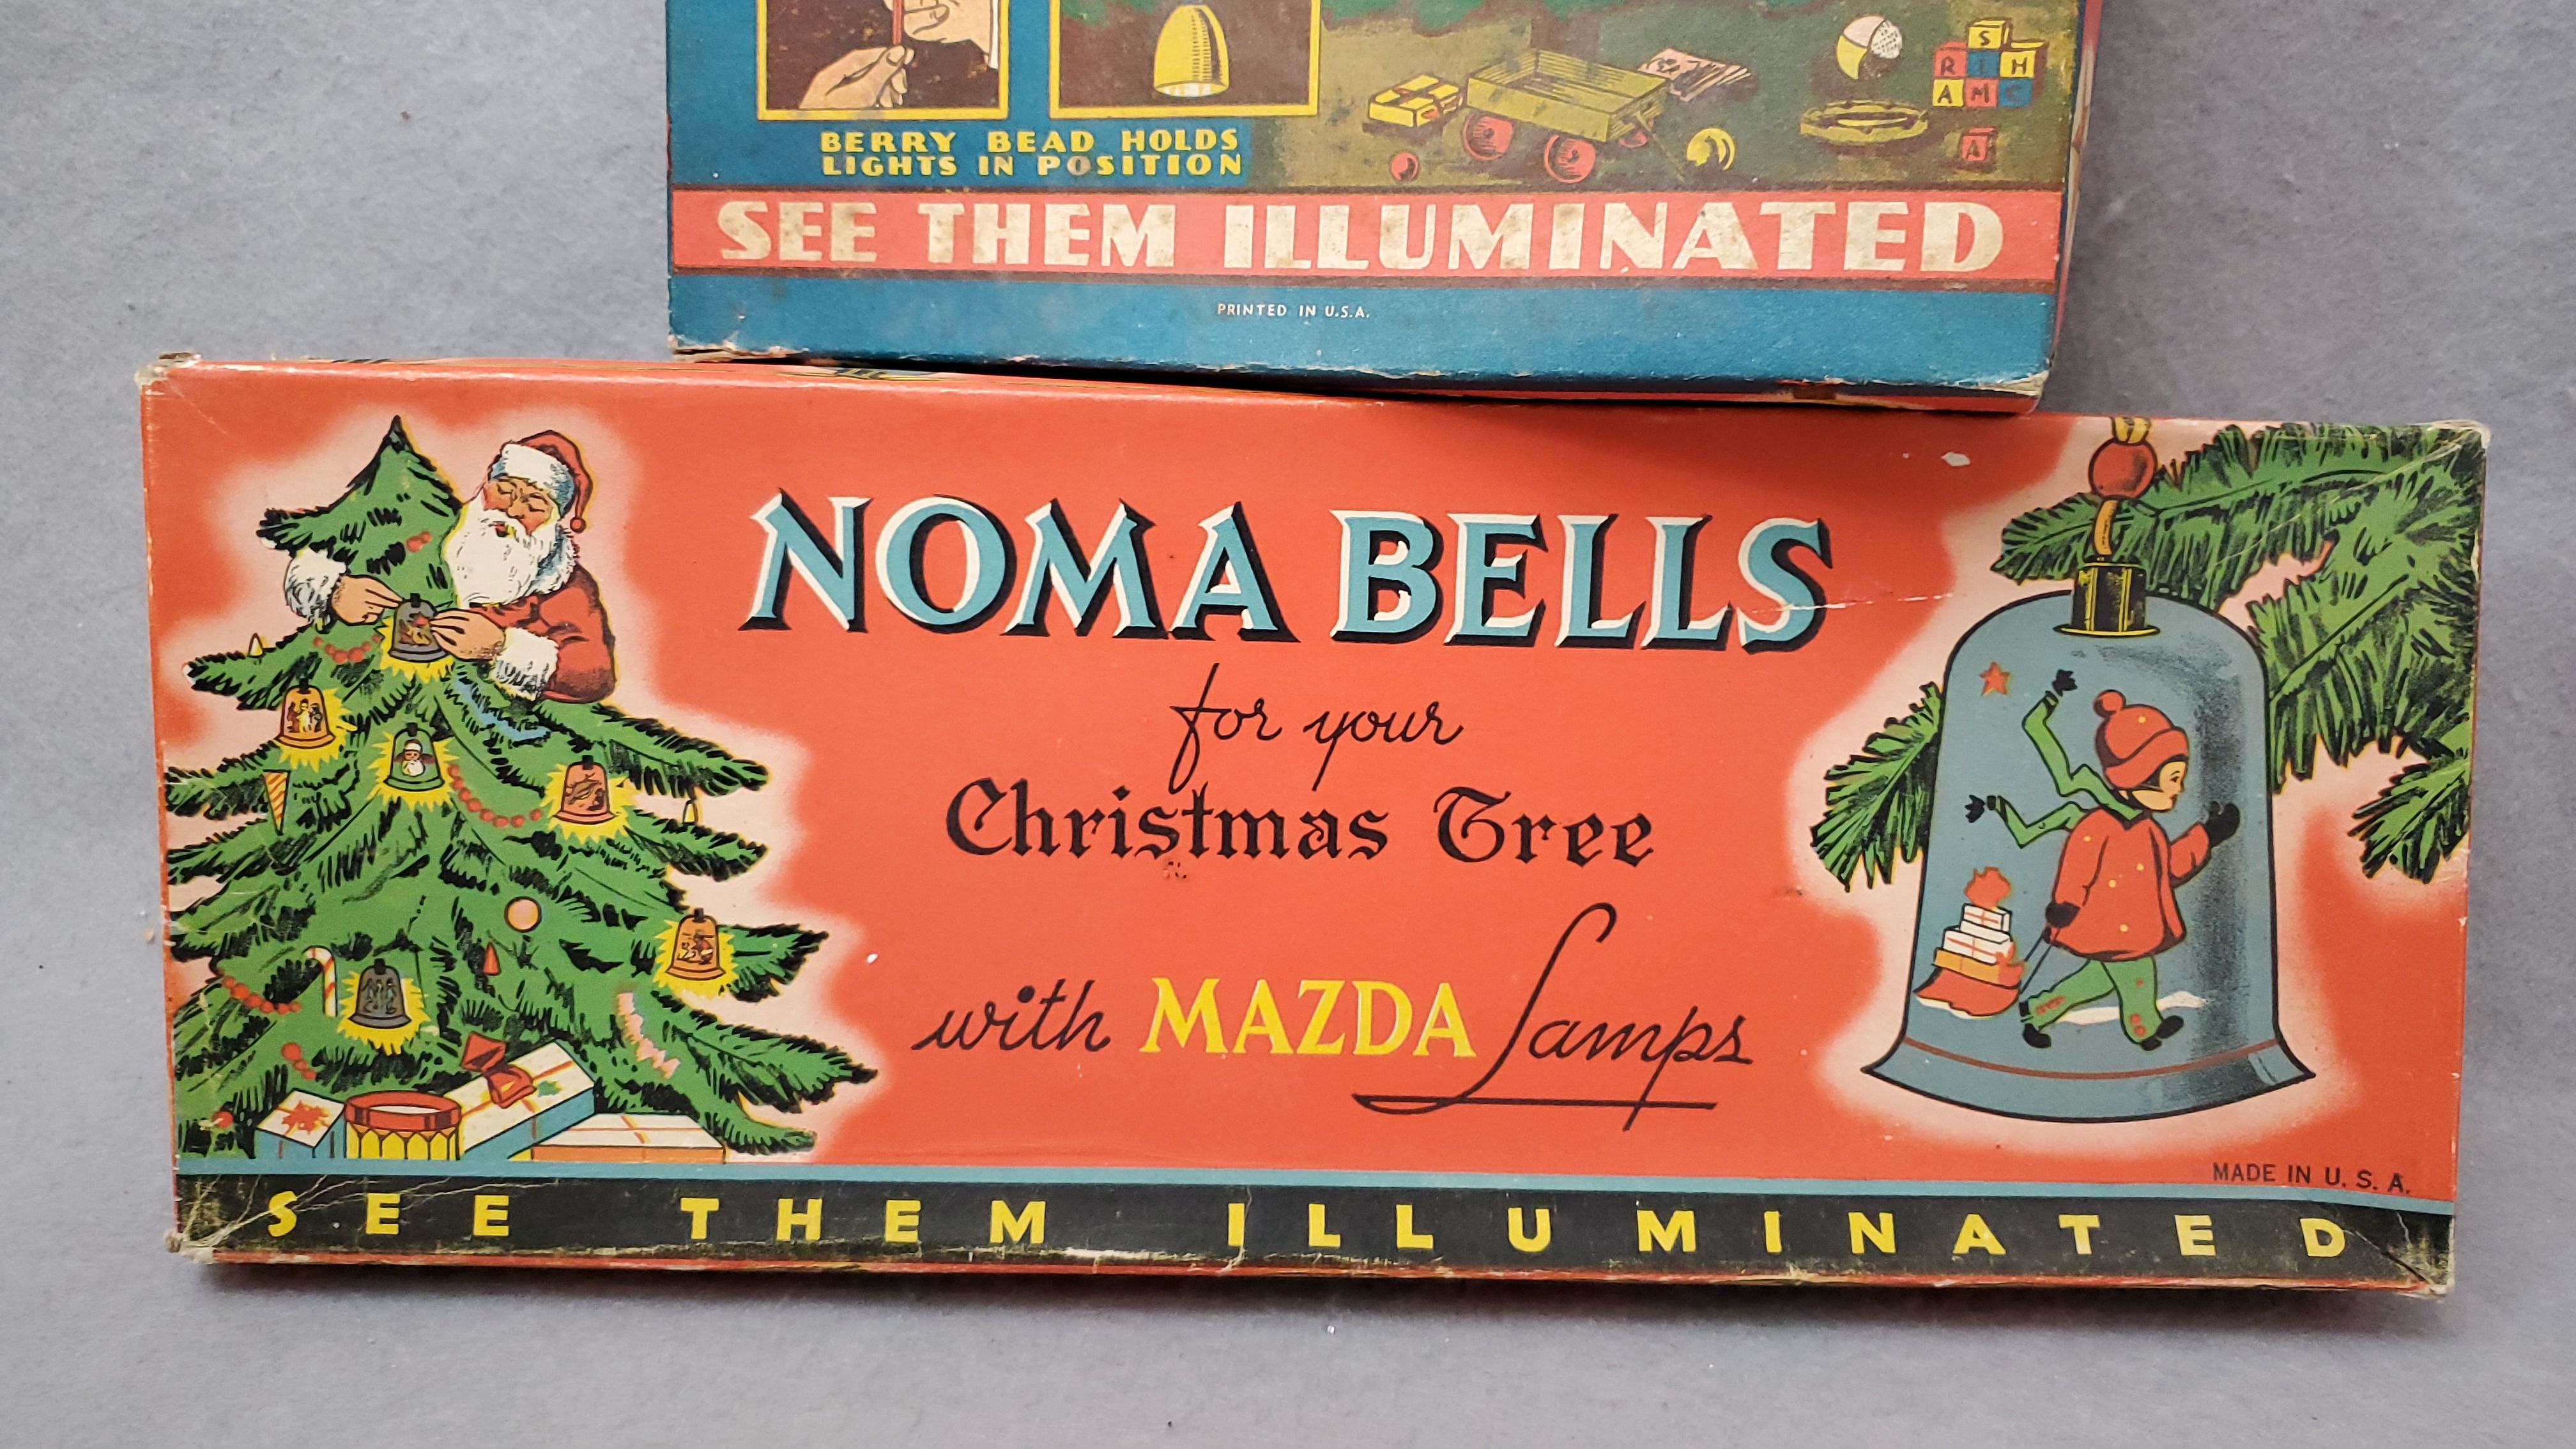 S
R I H
A M C
A
BERRY BEAD HOLDS
LIGHTS IN POSITION
SEE THEM ILLUMINATED
PRINTED IN U.S.A.
NOMA BELLS
for your
Christmas Tree
with MAZDA Lamps
MADE IN U. S. A.
SEE THEM ILLUMINATED